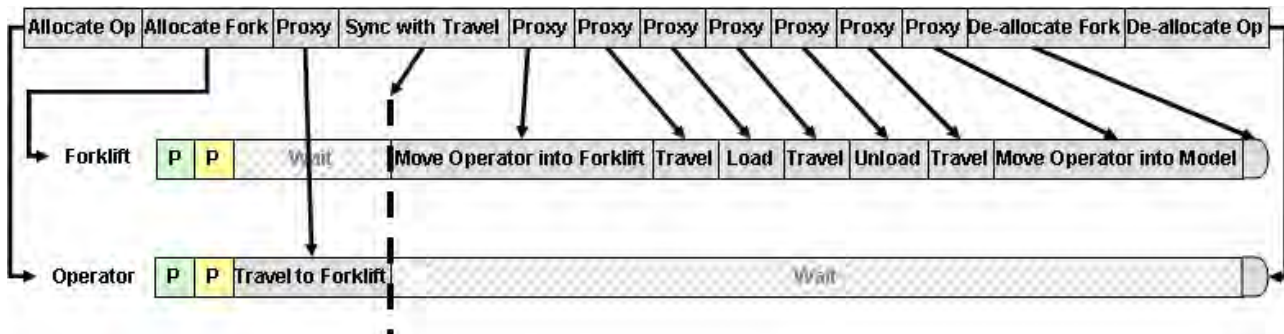 Allocate Op Allocate Fork Proxy Sync with Travel Proxy Proxy Proxy Proxy Proxy Proxy Proxy De-allocate Fork De-allocate Op
Forklift P P Wait Move Operator into Forklift Travel Load Travel Unload Travel Move Operator into Model
Operator P P Travel to Forklift Wait